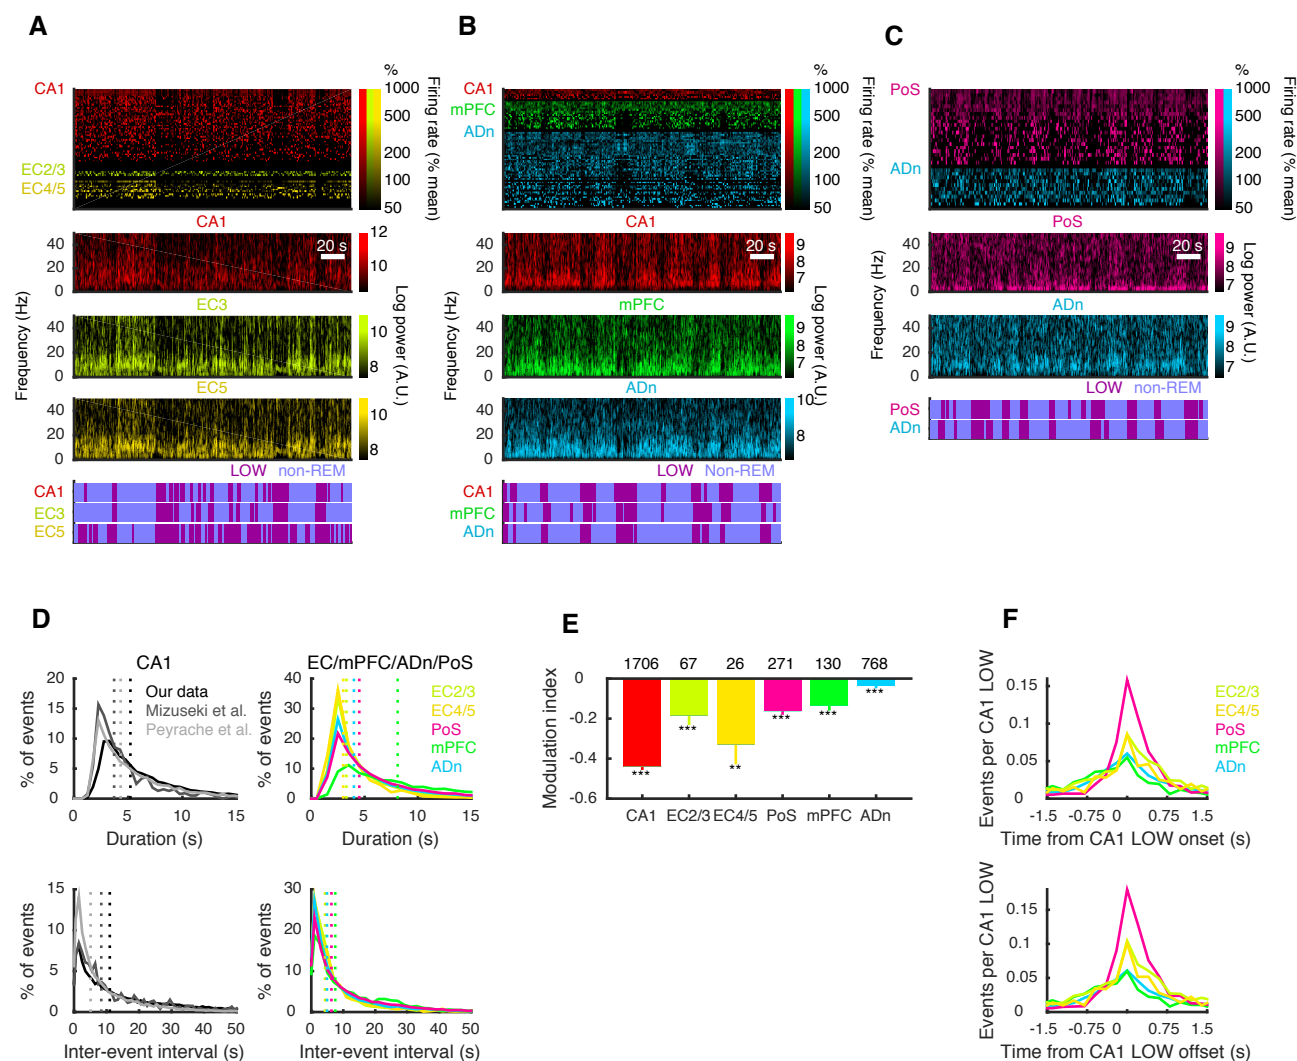 A
B
C
CA1
EC2/3
EC4/5
%
1000
500
200
100
50
Firing rate (% mean)
CA1
mPFC
ADn
%
1000
500
200
100
50
Firing rate (% mean)
PoS
ADn
%
1000
500
200
100
50
Firing rate (% mean)
CA1
40
20
0
20 s
12
10
EC3
40
20
0
10
8
EC5
40
20
0
10
8
Frequency (Hz)
Log power (A.U.)
LOW non-REM
CA1
EC3
EC5
CA1
40
20
0
20 s
9
8
7
mPFC
40
20
0
9
8
7
ADn
40
20
0
10
8
Frequency (Hz)
Log power (A.U.)
LOW Non-REM
CA1
mPFC
ADn
PoS
40
20
0
20 s
9
8
7
ADn
40
20
0
9
8
7
Frequency (Hz)
Log power (A.U.)
LOW non-REM
PoS
ADn
D
CA1
% of events
20
15
10
5
0
Our data
Mizuseki et al.
Peyrache et al.
0 5 10 15
Duration (s)
EC/mPFC/ADn/PoS
% of events
40
30
20
10
0
EC2/3
EC4/5
PoS
mPFC
ADn
0 5 10 15
Duration (s)
% of events
15
10
5
0
0 10 20 30 40 50
Inter-event interval (s)
% of events
30
20
10
0
0 10 20 30 40 50
Inter-event interval (s)
E
1706 67 26 271 130 768
Modulation index
0
-0.2
-0.4
-0.6
*** *** ** *** *** ***
CA1 EC2/3 EC4/5 PoS mPFC ADn
F
Events per CA1 LOW
0.15
0.1
0.05
0
EC2/3
EC4/5
PoS
mPFC
ADn
-1.5 -0.75 0 0.75 1.5
Time from CA1 LOW onset (s)
Events per CA1 LOW
0.15
0.1
0.05
0
-1.5 -0.75 0 0.75 1.5
Time from CA1 LOW offset (s)